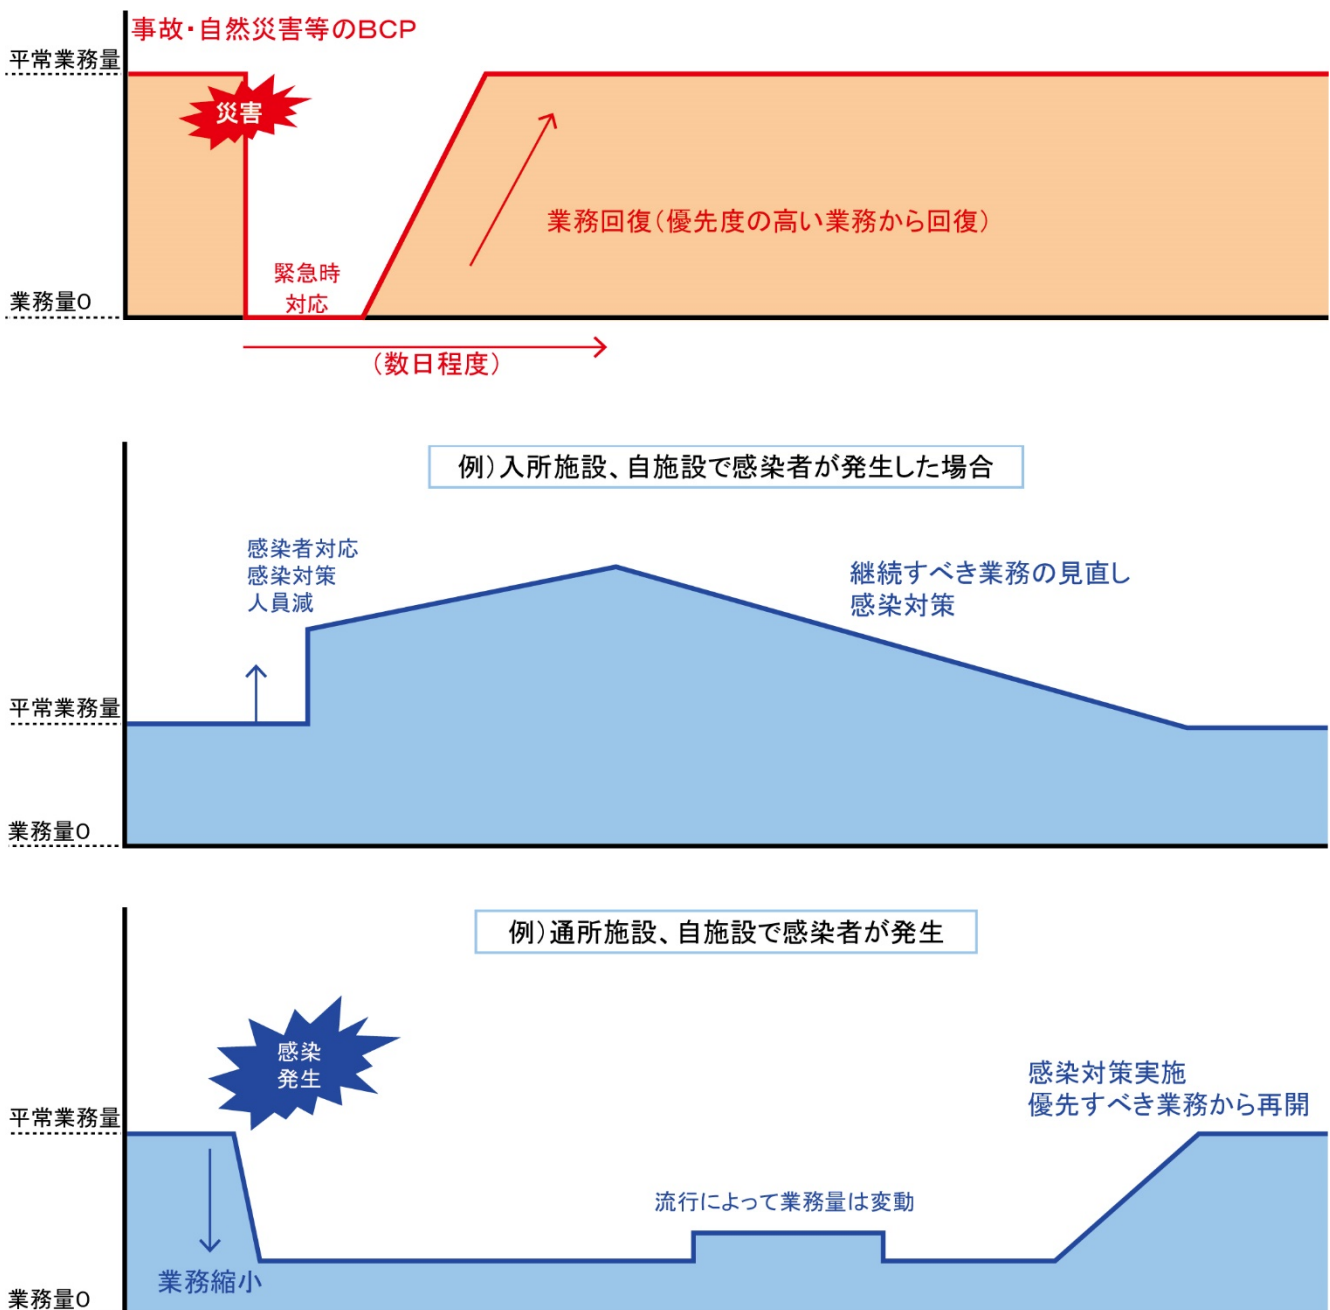 事故・自然災害等のBCP
平常業務量
災害
業務回復(優先度の高い業務から回復)
緊急時
対応
業務量0
(数日程度)
例)入所施設、自施設で感染者が発生した場合
感染者対応
感染対策
人員減
継続すべき業務の見直し
感染対策
平常業務量
業務量0
例)通所施設、自施設で感染者が発生
感染
発生
感染対策実施
優先すべき業務から再開
平常業務量
流行によって業務量は変動
業務縮小
業務量0